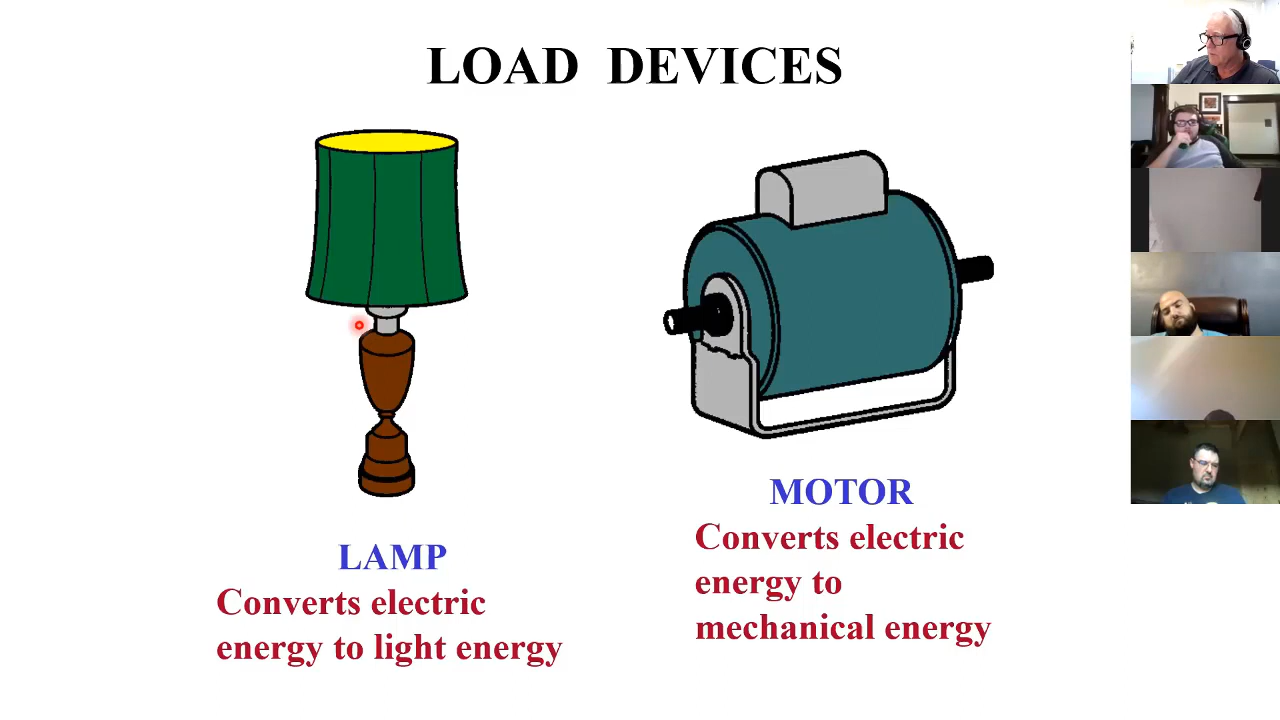 LOAD DEVICES
LAMP
Converts electric
energy to light energy
MOTOR
Converts electric
energy to
mechanical energy